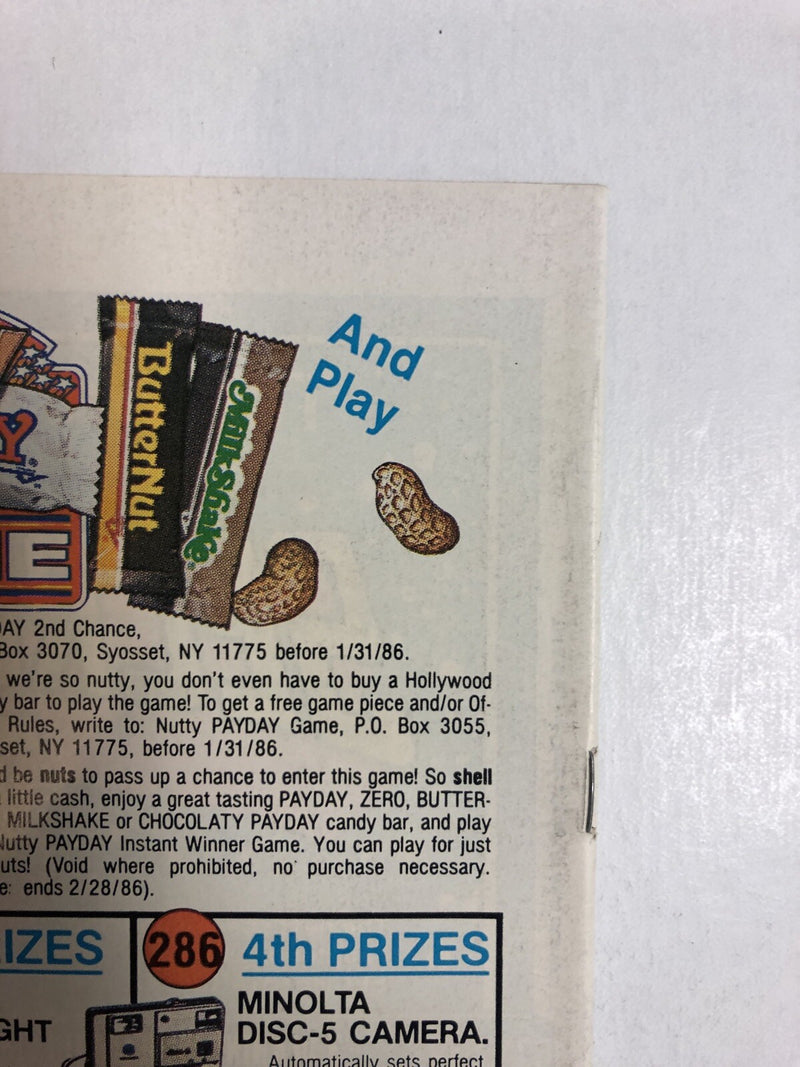 And
Play
ButterNut
MilkShake
Y
E
AY 2nd Chance,
Box 3070, Syosset, NY 11775 before 1/31/86.
we're so nutty, you don't even have to buy a Hollywood
y bar to play the game! To get a free game piece and/or Of-
Rules, write to: Nutty PAYDAY Game, P.O. Box 3055,
set, NY 11775, before 1/31/86.
d be nuts to pass up a chance to enter this game! So shell
little cash, enjoy a great tasting PAYDAY, ZERO, BUTTER-
MILKSHAKE or CHOCOLATY PAYDAY candy bar, and play
Nutty PAYDAY Instant Winner Game. You can play for just
uts! (Void where prohibited, no purchase necessary.
e: ends 2/28/86).
IZES
286 4th PRIZES
GHT
MINOLTA
DISC-5 CAMERA.
Automatically sets perfect